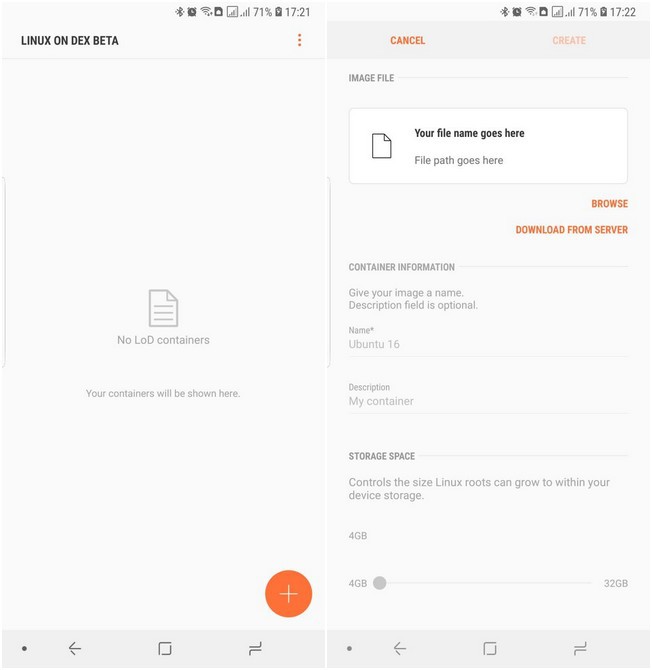 71% 17:21
LINUX ON DEX BETA
No LoD containers
Your containers will be shown here.
71% 17:22
CANCEL
CREATE
IMAGE FILE
Your file name goes here
File path goes here
BROWSE
DOWNLOAD FROM SERVER
CONTAINER INFORMATION
Give your image a name.
Description field is optional.
Name*
Ubuntu 16
Description
My container
STORAGE SPACE
Controls the size Linux roots can grow to within your
device storage.
4GB
4GB 32GB